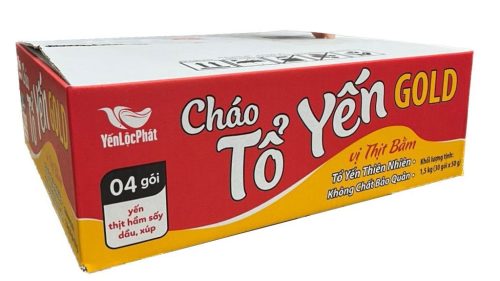 YếnLộcPhát
04 gói
yến
thịt hầm sấy
dầu, xúp
Cháo
Tổ Yến GOLD
vị Thịt Bằm
Tổ Yến Thiên Nhiên •
Không Chất Bảo Quản •
Khối lượng tịnh:
1,5 kg (30 gói x 50 g)